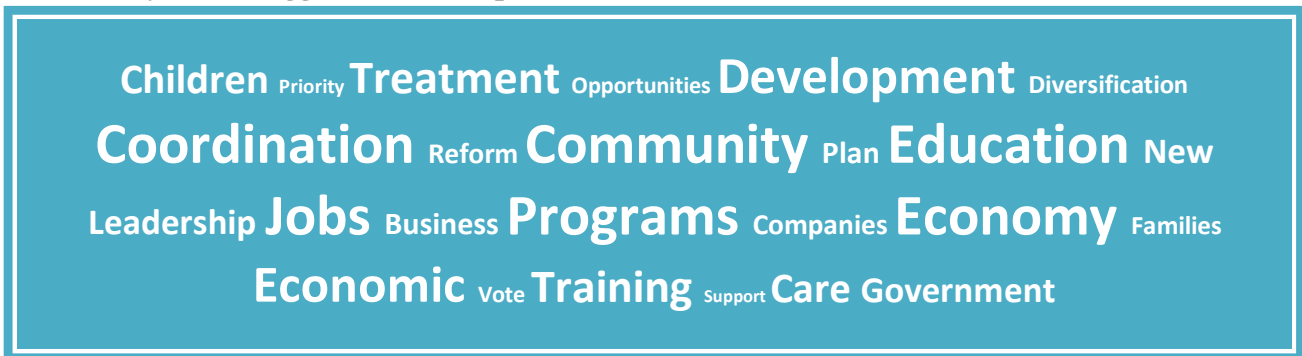 Children Priority Treatment Opportunities Development Diversification
Coordination Reform Community Plan Education New
Leadership Jobs Business Programs Companies Economy Families
Economic Vote Training Support Care Government